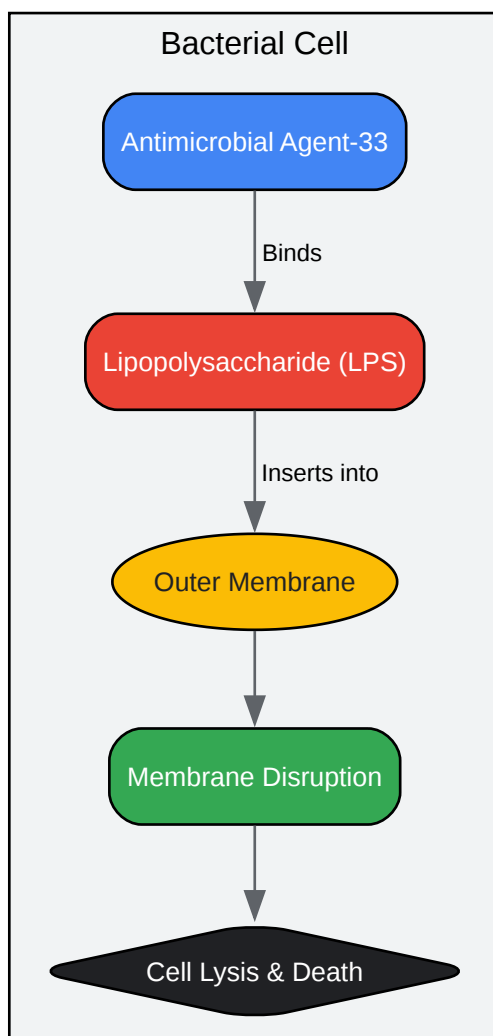 Bacterial Cell
Antimicrobial Agent-33
Binds
Lipopolysaccharide (LPS)
Inserts into
Outer Membrane
Membrane Disruption
Cell Lysis & Death